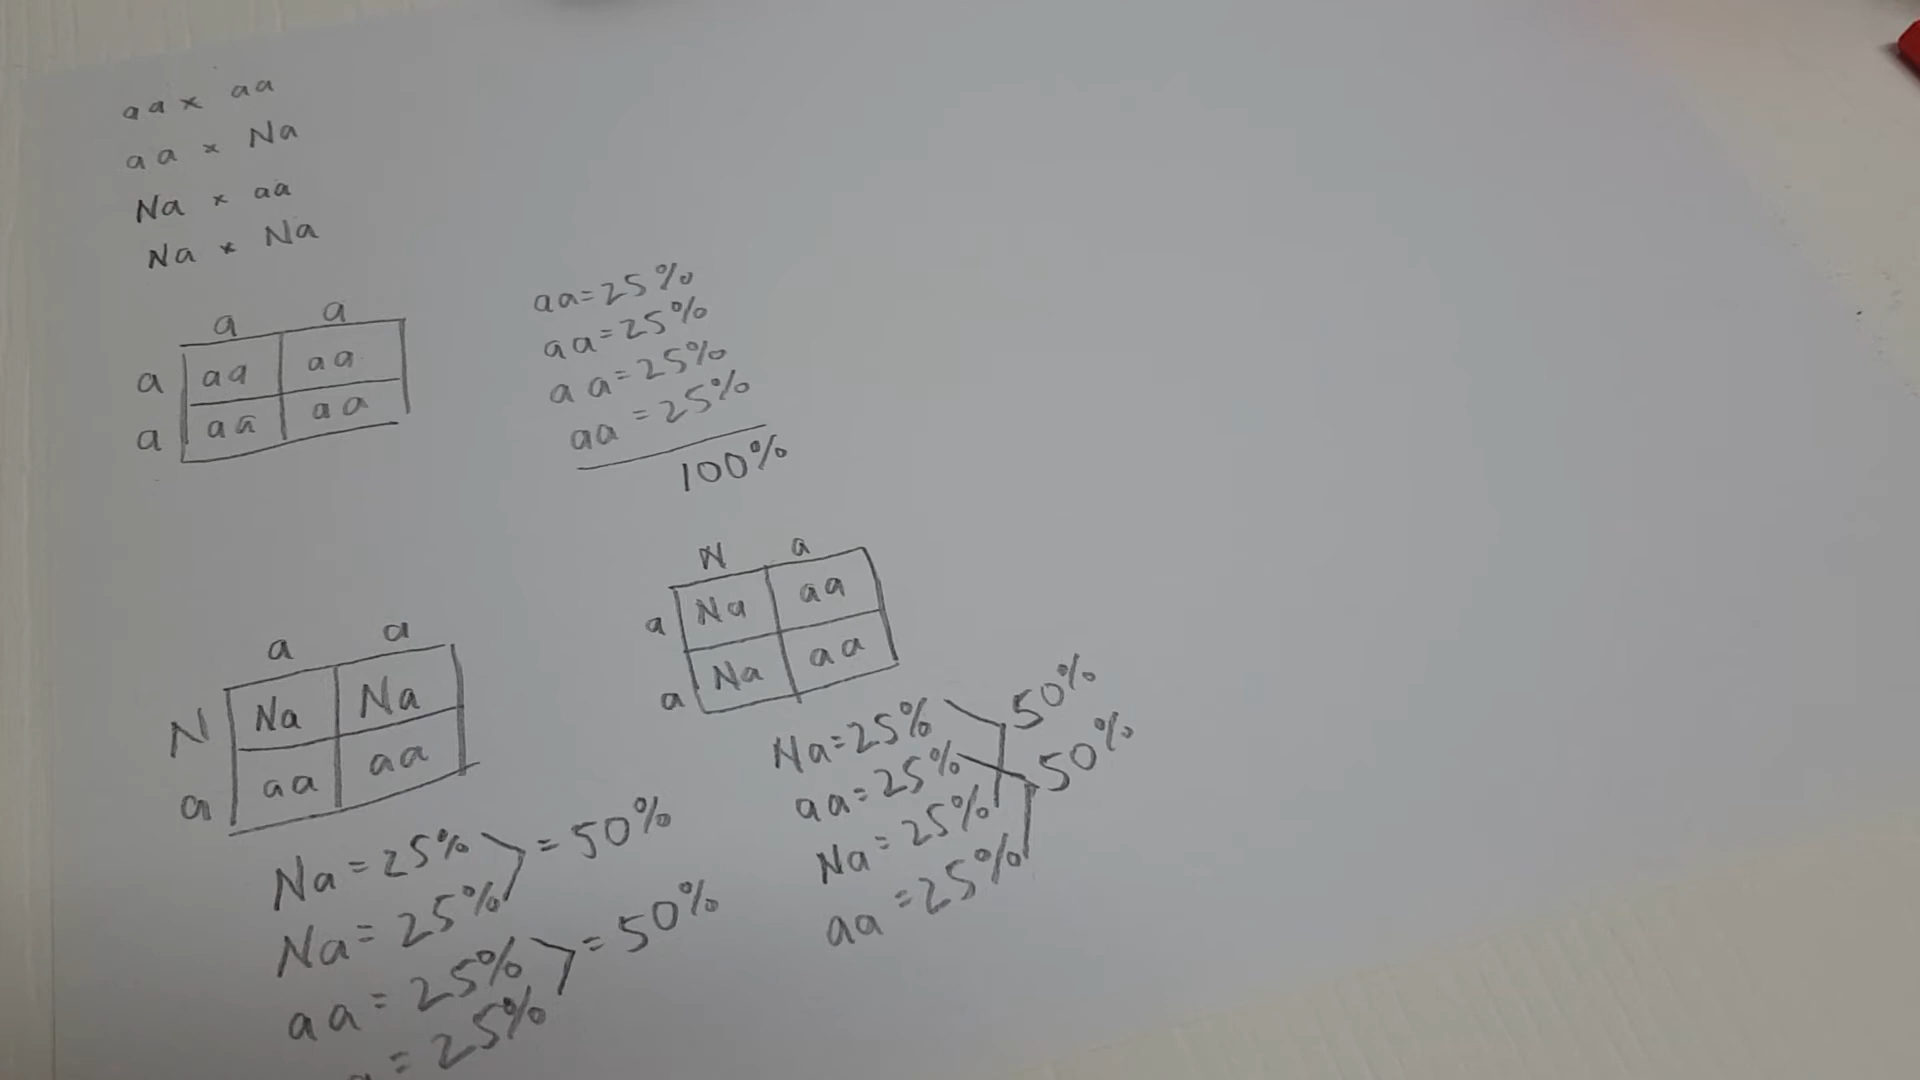 aa x aa
aa x Na
Na x aa
Na x Na
a a
a aa aa
a aa aa
aa = 25%
aa = 25%
aa = 25%
aa = 25%
100%
a a
N Na Na
a aa aa
Na = 25%
Na = 25% = 50%
aa = 25%
= 25% = 50%
N a
a Na aa
a Na aa
Na = 25% 50%
aa = 25% 50%
Na = 25%
aa = 25%